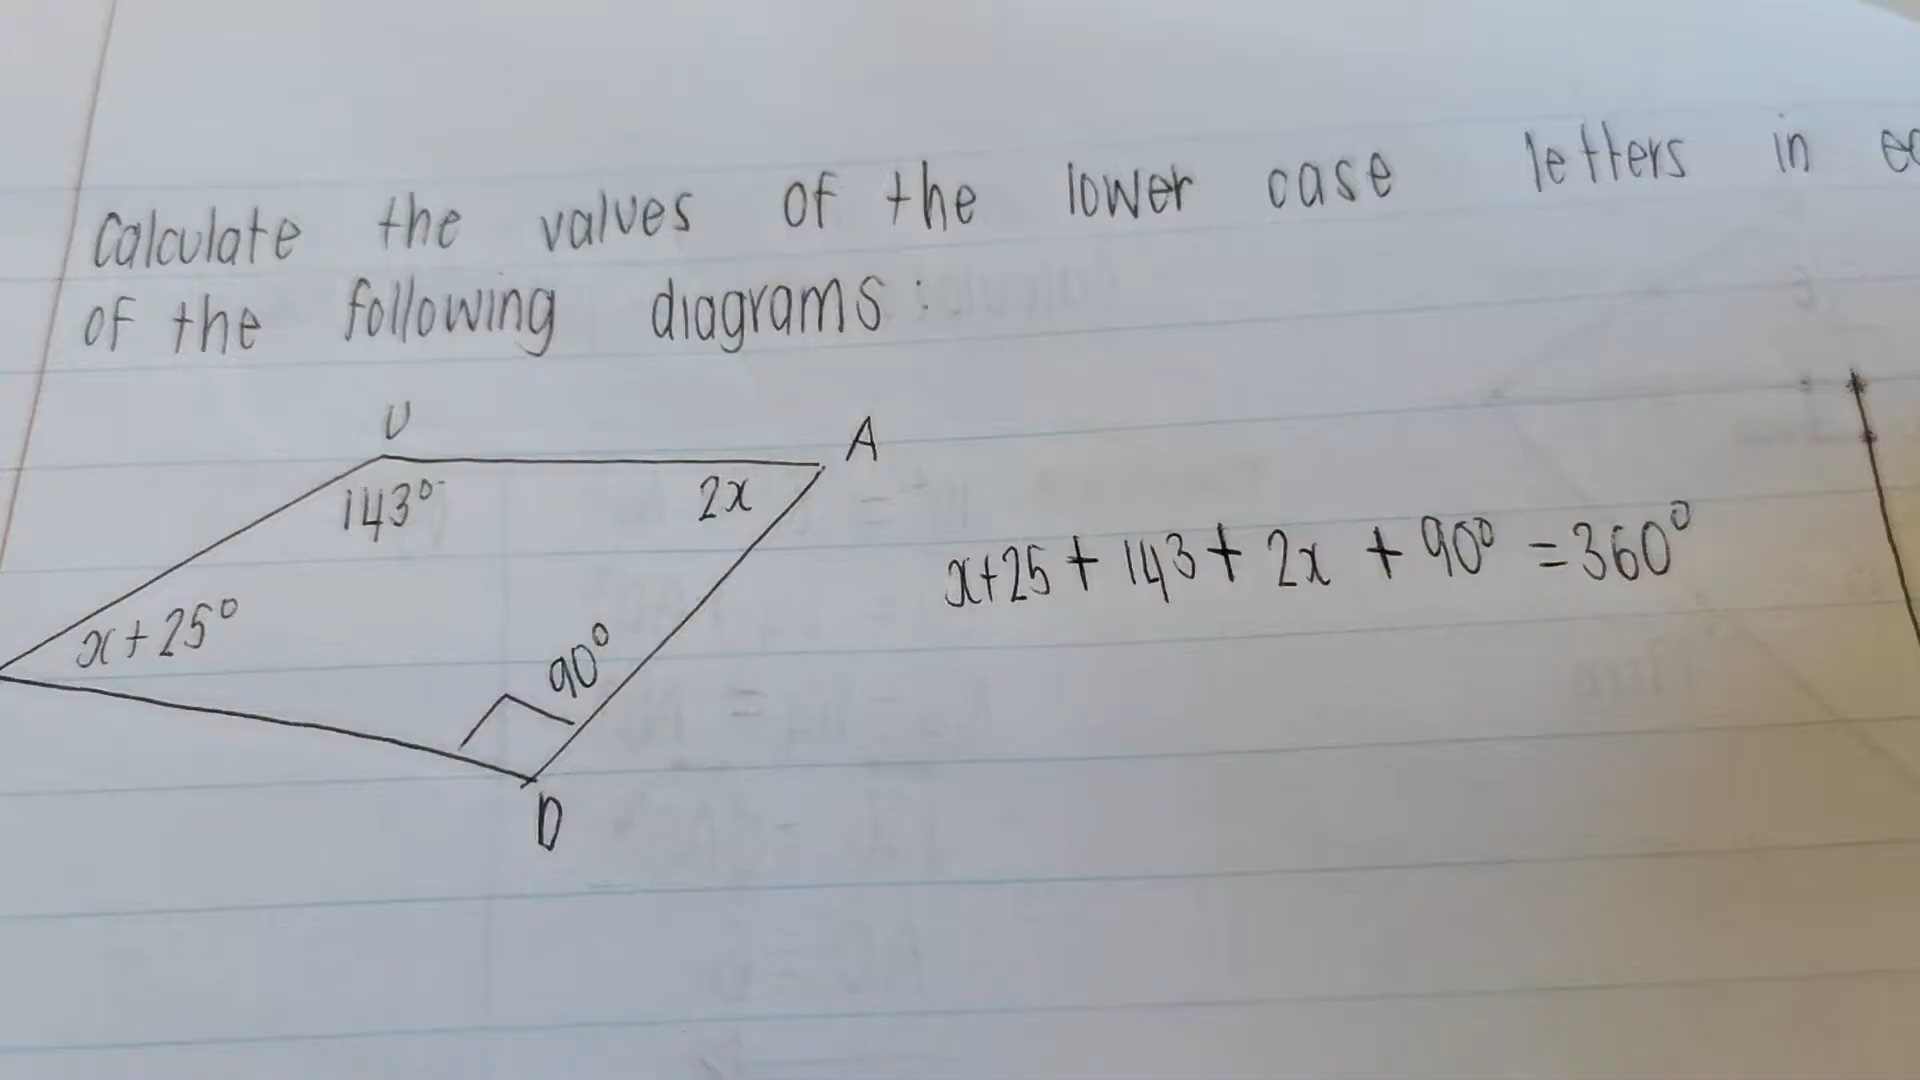 Calculate the values of the lower case letters in
of the following diagrams:
U
A
143°
2x
x+25+143+2x+90°=360°
x+25°
90°
D